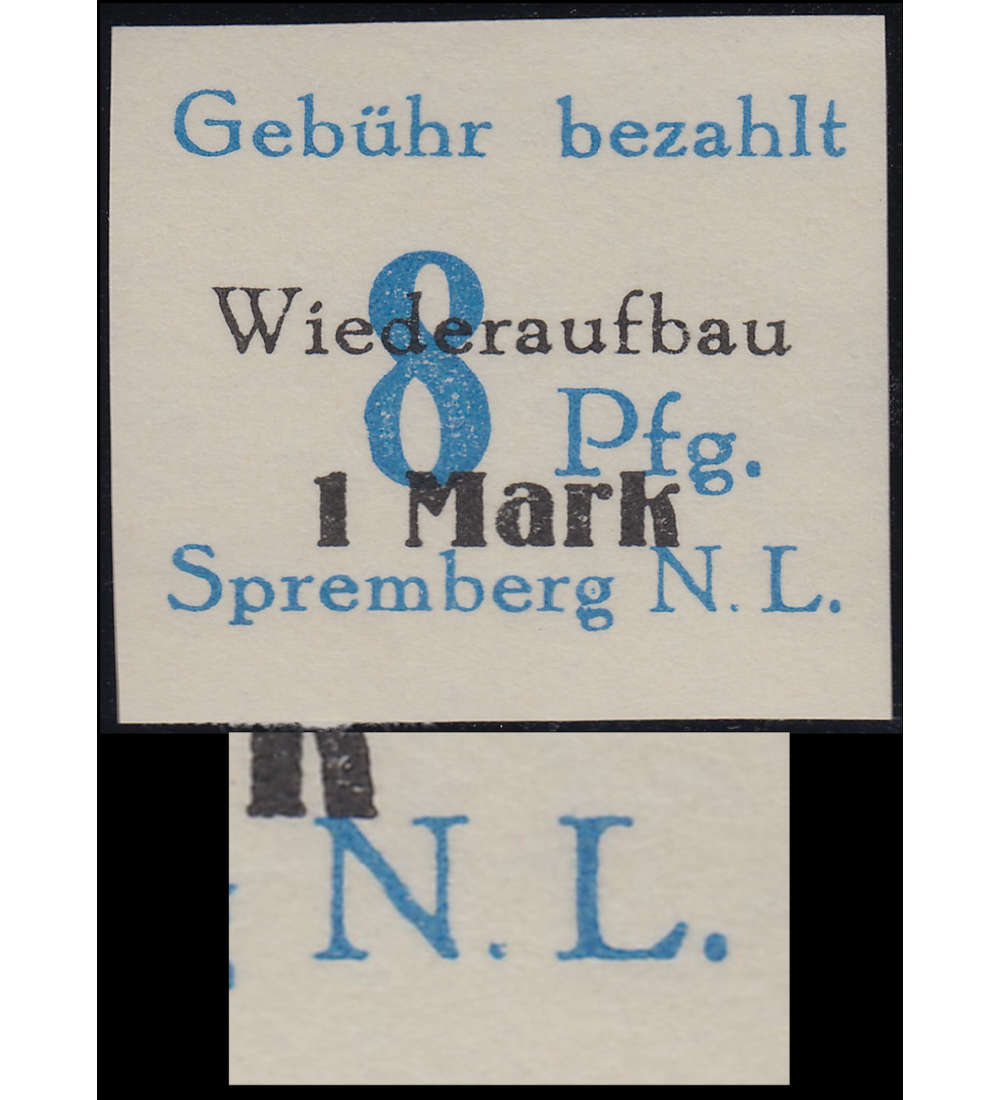 Gebühr bezahlt
Wiederaufbau
8 Pfg.
1 Mark
Spremberg N. L.
N. L.